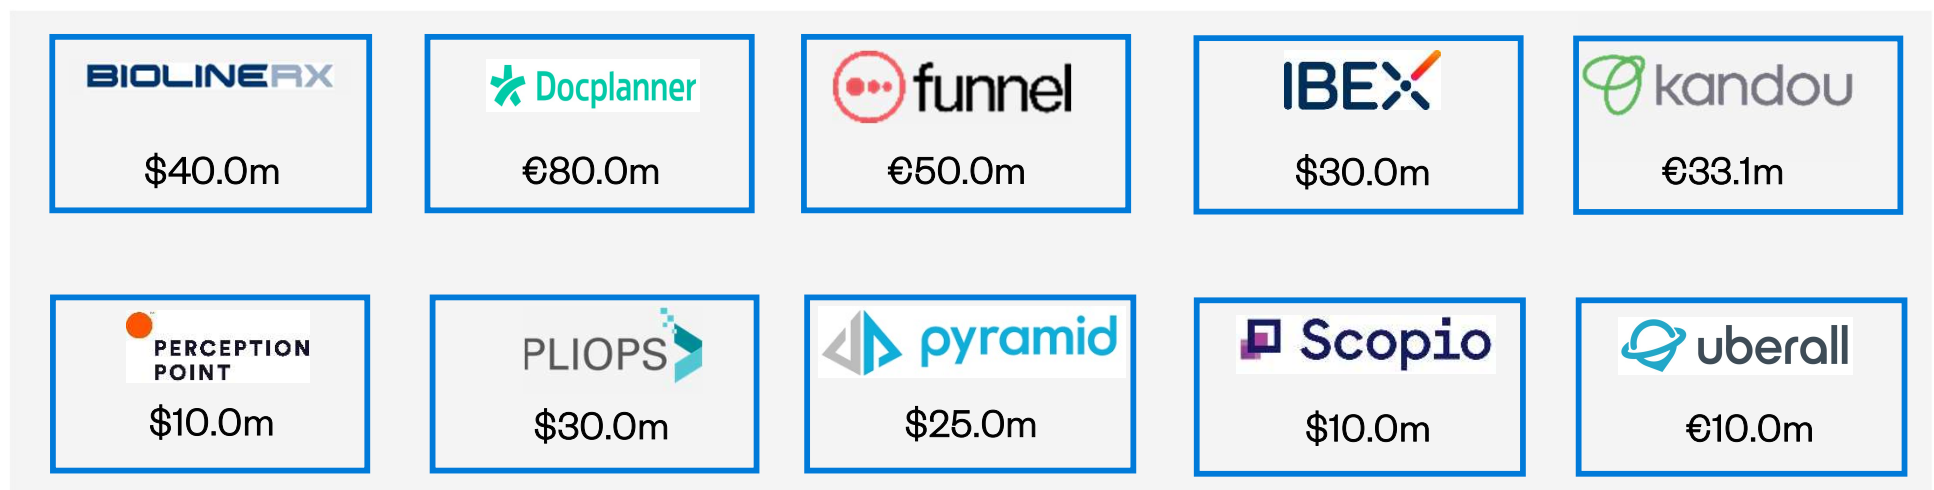 BIOLINERX
$40.0m
Docplanner
€80.0m
funnel
€50.0m
IBEX
$30.0m
kandou
€33.1m
PERCEPTION
POINT
$10.0m
PLIOPS
$30.0m
pyramid
$25.0m
Scopio
$10.0m
uberall
€10.0m